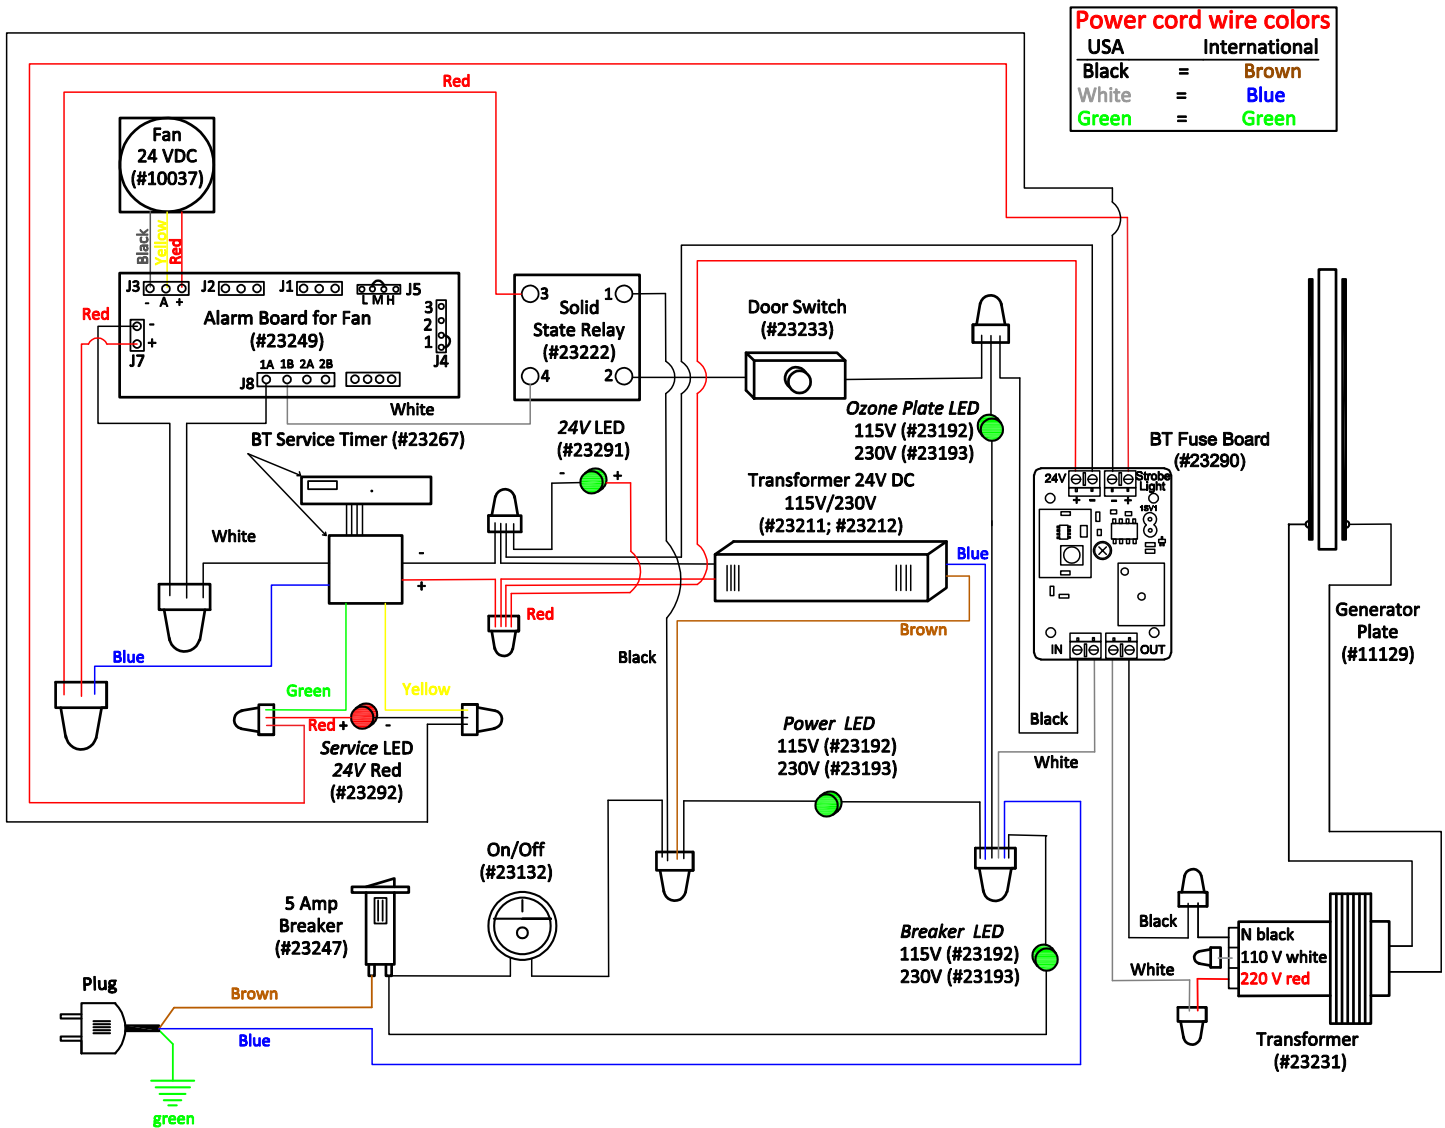 Power cord wire colors
USA International
Black = Brown
White = Blue
Green = Green
Red
Fan
24 VDC
(#10037)
Black
Yellow
Red
J3
- A +
J2
J1
J5
L M H
Red
-
+
J7
Alarm Board for Fan
(#23249)
3
2
1
J4
1A 1B 2A 2B
J8
White
3
1
Solid
State Relay
(#23222)
4
2
Door Switch
(#23233)
Ozone Plate LED
115V (#23192)
230V (#23193)
BT Service Timer (#23267)
24V LED
(#23291)
- +
Transformer 24V DC
115V/230V
(#23211; #23212)
BT Fuse Board
(#23290)
24V
Strobe
Light
+ - - +
1SV1
IN
OUT
White
-
+
Red
Blue
Brown
Black
Generator
Plate
(#11129)
Blue
Green
Yellow
Red + -
Service LED
24V Red
(#23292)
Power LED
115V (#23192)
230V (#23193)
Black
White
On/Off
(#23132)
5 Amp
Breaker
(#23247)
Breaker LED
115V (#23192)
230V (#23193)
Black
White
N black
110 V white
220 V red
Transformer
(#23231)
Plug
Brown
Blue
green